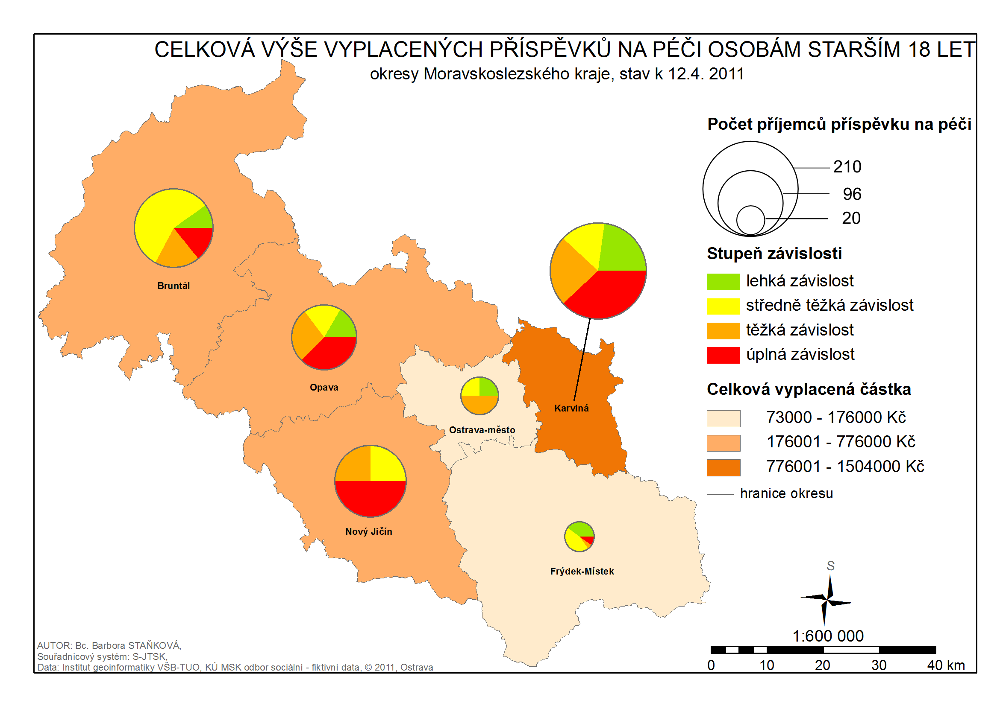 CELKOVÁ VÝŠE VYPLACENÝCH PŘÍSPĚVKŮ NA PÉČI OSOBÁM STARŠÍM 18 LET
okresy Moravskoslezského kraje, stav k 12.4. 2011
Počet příjemců příspěvku na péči
210
96
20
Stupeň závislosti
lehká závislost
středně těžká závislost
těžká závislost
úplná závislost
Celková vyplacená částka
73000 - 176000 Kč
176001 - 776000 Kč
776001 - 1504000 Kč
hranice okresu
Bruntál
Opava
Karviná
Ostrava-město
Nový Jičín
Frýdek-Místek
S
1:600 000
0 10 20 30 40 km
AUTOR: Bc. Barbora STAŇKOVÁ,
Souřadnicový systém: S-JTSK,
Data: Institut geoinformatiky VŠB-TUO, KÚ MSK odbor sociální - fiktivní data, © 2011, Ostrava